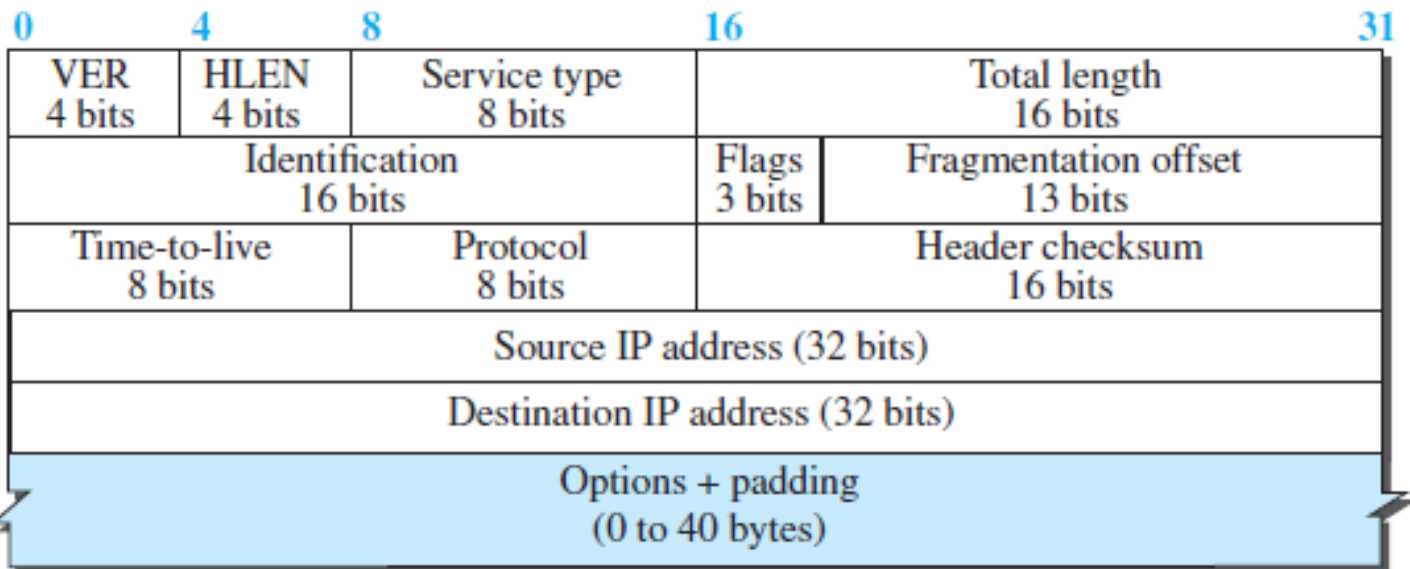 0 4 8 16 31
VER HLEN Service type Total length
4 bits 4 bits 8 bits 16 bits
Identification Flags Fragmentation offset
16 bits 3 bits 13 bits
Time-to-live Protocol Header checksum
8 bits 8 bits 16 bits
Source IP address (32 bits)
Destination IP address (32 bits)
Options + padding
(0 to 40 bytes)